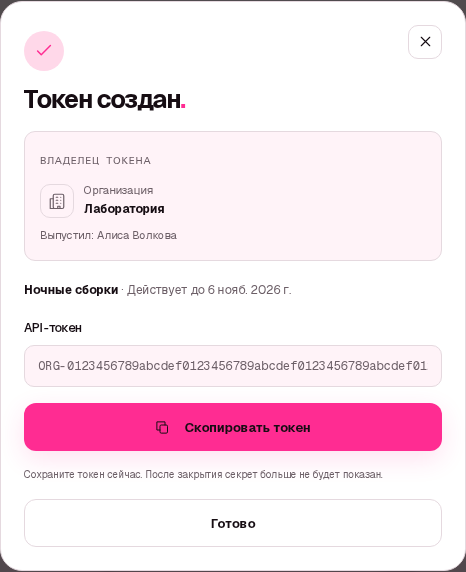 Токен создан.
ВЛАДЕЛЕЦ ТОКЕНА
Организация
Лаборатория
Выпустил: Алиса Волкова
Ночные сборки · Действует до 6 нояб. 2026 г.
API-токен
ORG-0123456789abcdef0123456789abcdef0123456789abcdef01
Скопировать токен
Сохраните токен сейчас. После закрытия секрет больше не будет показан.
Готово